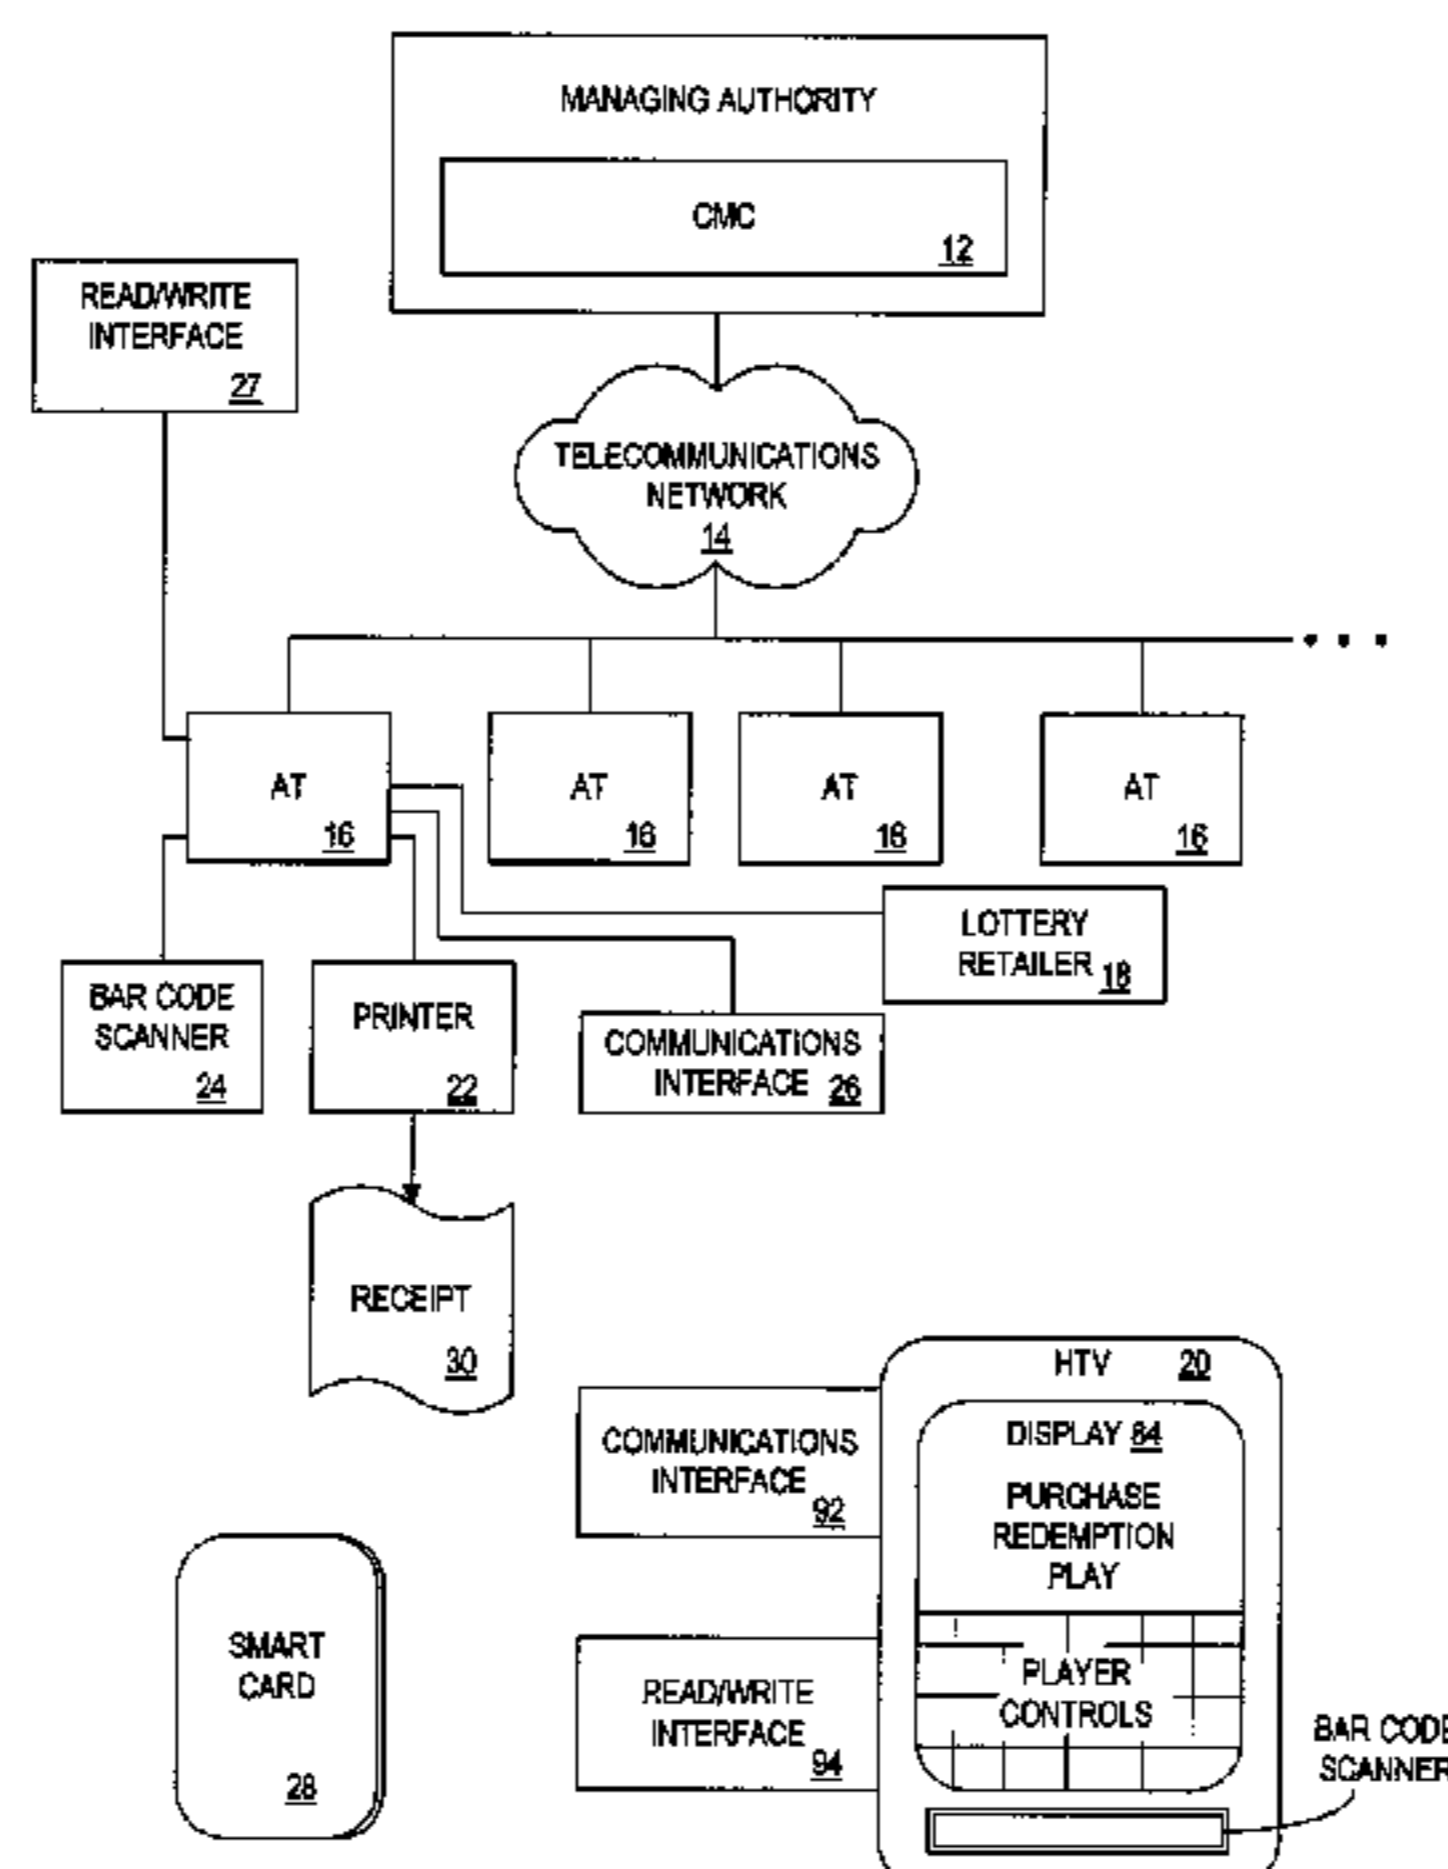 MANAGING AUTHORITY
CMC
12
READ/WRITE
INTERFACE
27
TELECOMMUNICATIONS
NETWORK
14
AT
16
AT
16
AT
16
AT
16
LOTTERY
RETAILER 18
BAR CODE
SCANNER
24
PRINTER
22
COMMUNICATIONS
INTERFACE 26
RECEIPT
30
HTV 20
DISPLAY 84
PURCHASE
REDEMPTION
PLAY
PLAYER
CONTROLS
COMMUNICATIONS
INTERFACE
92
READ/WRITE
INTERFACE
94
SMART
CARD
28
BAR CODE
SCANNER